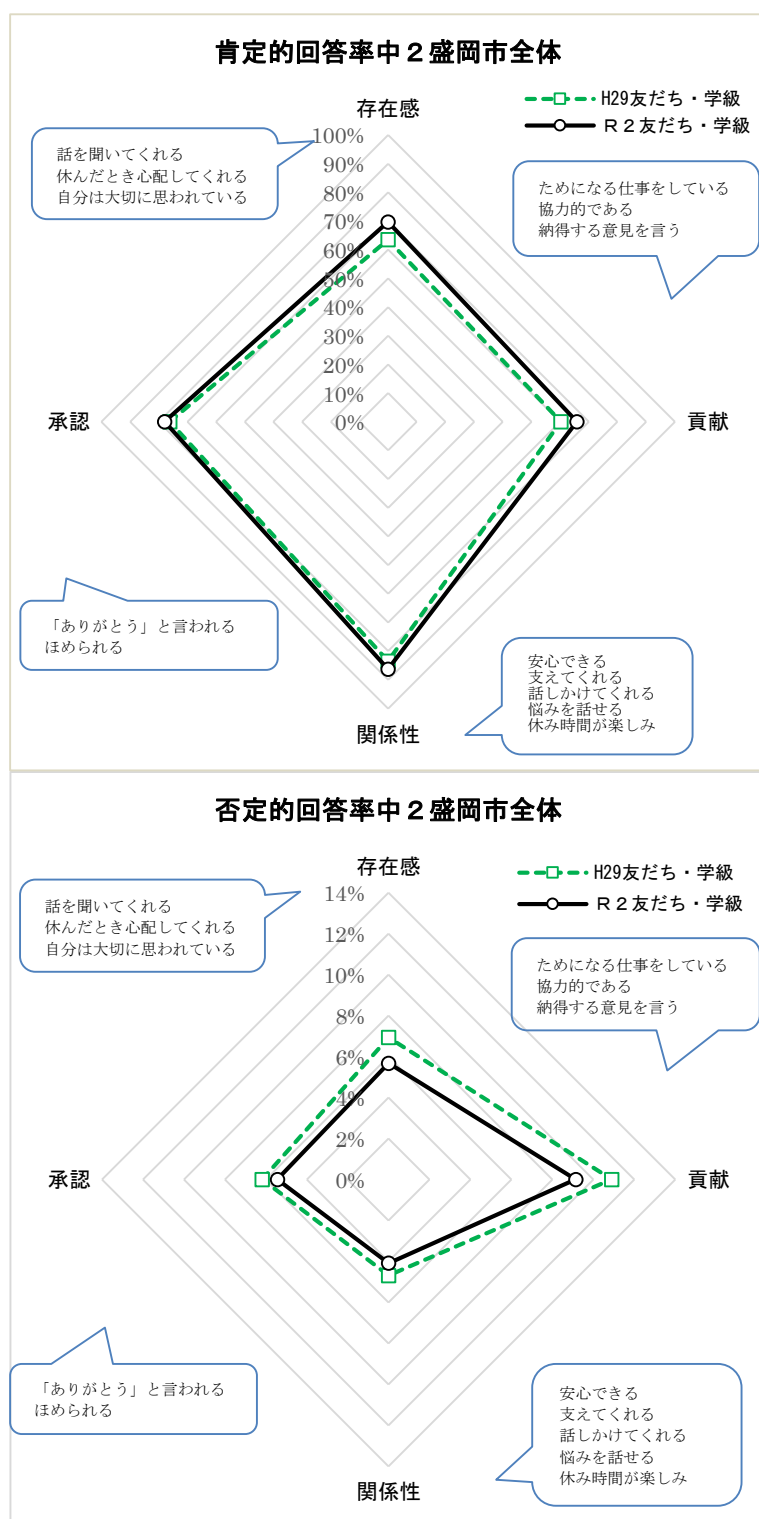 肯定的回答率中２盛岡市全体
H29友だち・学級
Ｒ２友だち・学級
存在感
100%
90%
80%
70%
60%
50%
40%
30%
20%
10%
0%
話を聞いてくれる
休んだとき心配してくれる
自分は大切に思われている
ためになる仕事をしている
協力的である
納得する意見を言う
承認
貢献
「ありがとう」と言われる
ほめられる
安心できる
支えてくれる
話しかけてくれる
悩みを話せる
休み時間が楽しみ
関係性
否定的回答率中２盛岡市全体
H29友だち・学級
Ｒ２友だち・学級
存在感
14%
12%
10%
8%
6%
4%
2%
0%
話を聞いてくれる
休んだとき心配してくれる
自分は大切に思われている
ためになる仕事をしている
協力的である
納得する意見を言う
承認
貢献
「ありがとう」と言われる
ほめられる
安心できる
支えてくれる
話しかけてくれる
悩みを話せる
休み時間が楽しみ
関係性